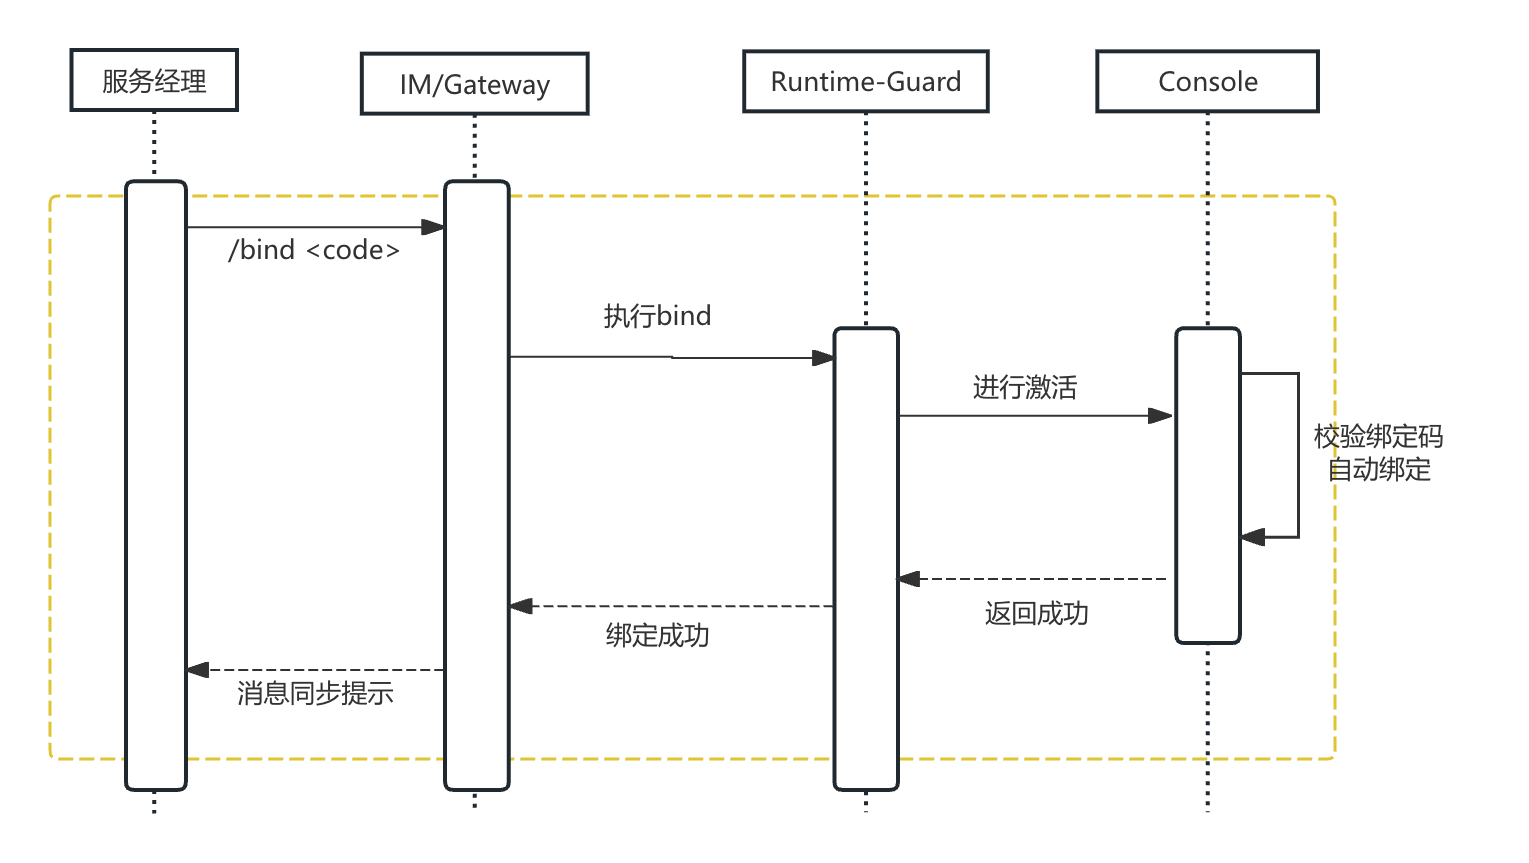 服务经理
IM/Gateway
Runtime-Guard
Console
/bind <code>
执行bind
进行激活
校验绑定码
自动绑定
返回成功
绑定成功
消息同步提示